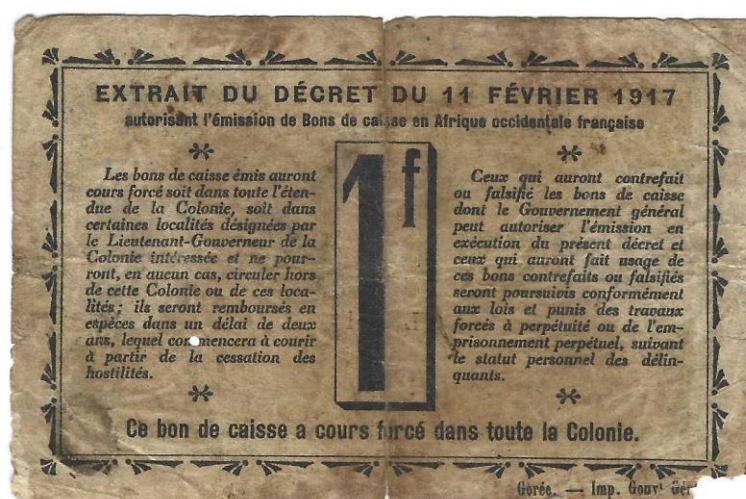 EXTRAIT DU DÉCRET DU 11 FÉVRIER 1917
autorisant l'émission de Bons de caisse en Afrique occidentale française
Les bons de caisse émis auront
cours forcé soit dans toute l'éten-
due de la Colonie, soit dans
certaines localités désignées par
le Lieutenant-Gouverneur de la
Colonie intéressée et ne pour-
ront, en aucun cas, circuler hors
de cette Colonie ou de ces loca-
lités; ils seront remboursés en
espèces dans un délai de deux
ans, lequel commencera à courir
à partir de la cessation des
hostilités.
1f
Ceux qui auront contrefait
ou falsifié les bons de caisse
dont le Gouvernement général
peut autoriser l'émission en
exécution du présent décret et
ceux qui auront fait usage de
ces bons contrefaits ou falsifiés
seront poursuivis conformément
aux lois et punis des travaux
forcés à perpétuité ou de l'em-
prisonnement perpétuel, suivant
le statut personnel des délin-
quants.
Ce bon de caisse a cours forcé dans toute la Colonie.
Gorée. — Imp. Gouvt